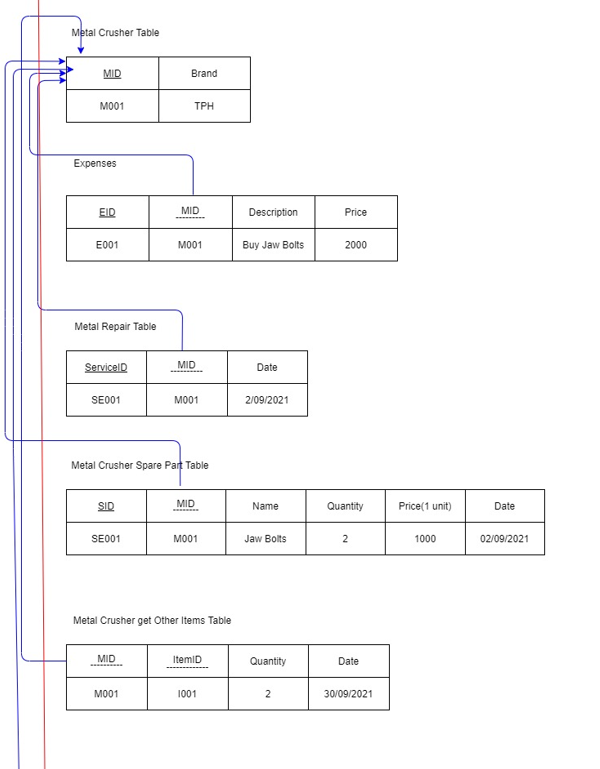 Metal Crusher Table
MID Brand
M001 TPH
Expenses
EID MID Description Price
E001 M001 Buy Jaw Bolts 2000
Metal Repair Table
ServiceID MID Date
SE001 M001 2/09/2021
Metal Crusher Spare Part Table
SID MID Name Quantity Price(1 unit) Date
SE001 M001 Jaw Bolts 2 1000 02/09/2021
Metal Crusher get Other Items Table
MID ItemID Quantity Date
M001 I001 2 30/09/2021